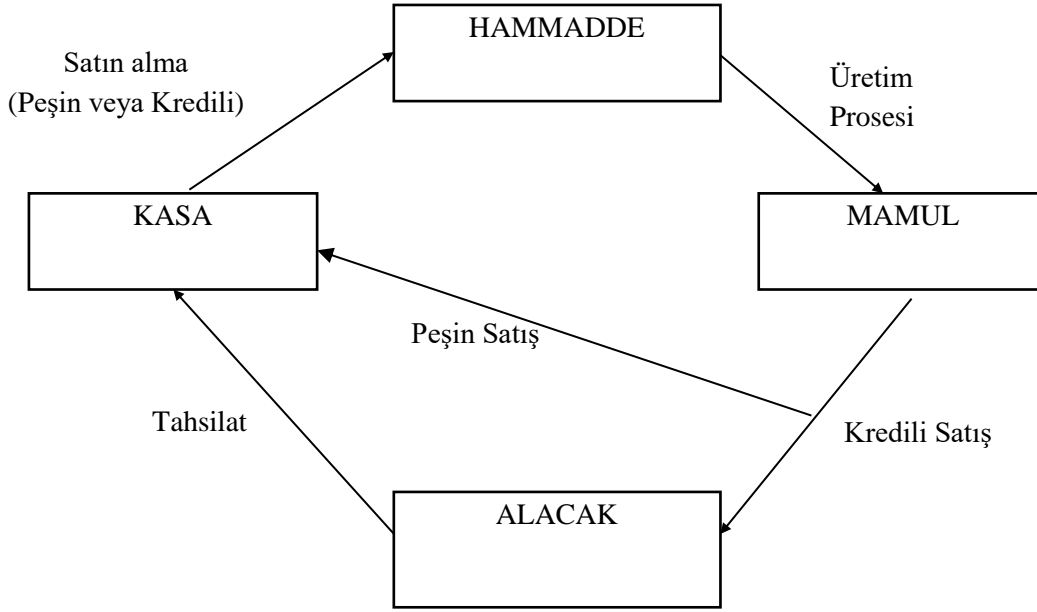 HAMMADDE
Satın alma
(Peşin veya Kredili)
Üretim
Prosesi
KASA
MAMUL
Peşin Satış
Tahsilat
Kredili Satış
ALACAK